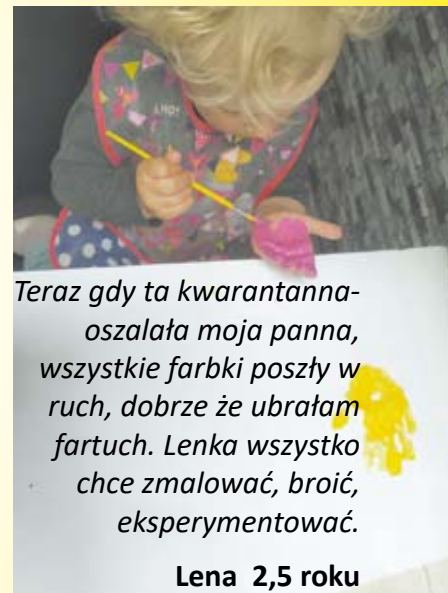 Teraz gdy ta kwarantanna-
oszalała moja panna,
wszystkie farbki poszły w
ruch, dobrze że ubrałam
fartuch. Lenka wszystko
chce zmalować, broić,
eksperymentować.
Lena 2,5 roku